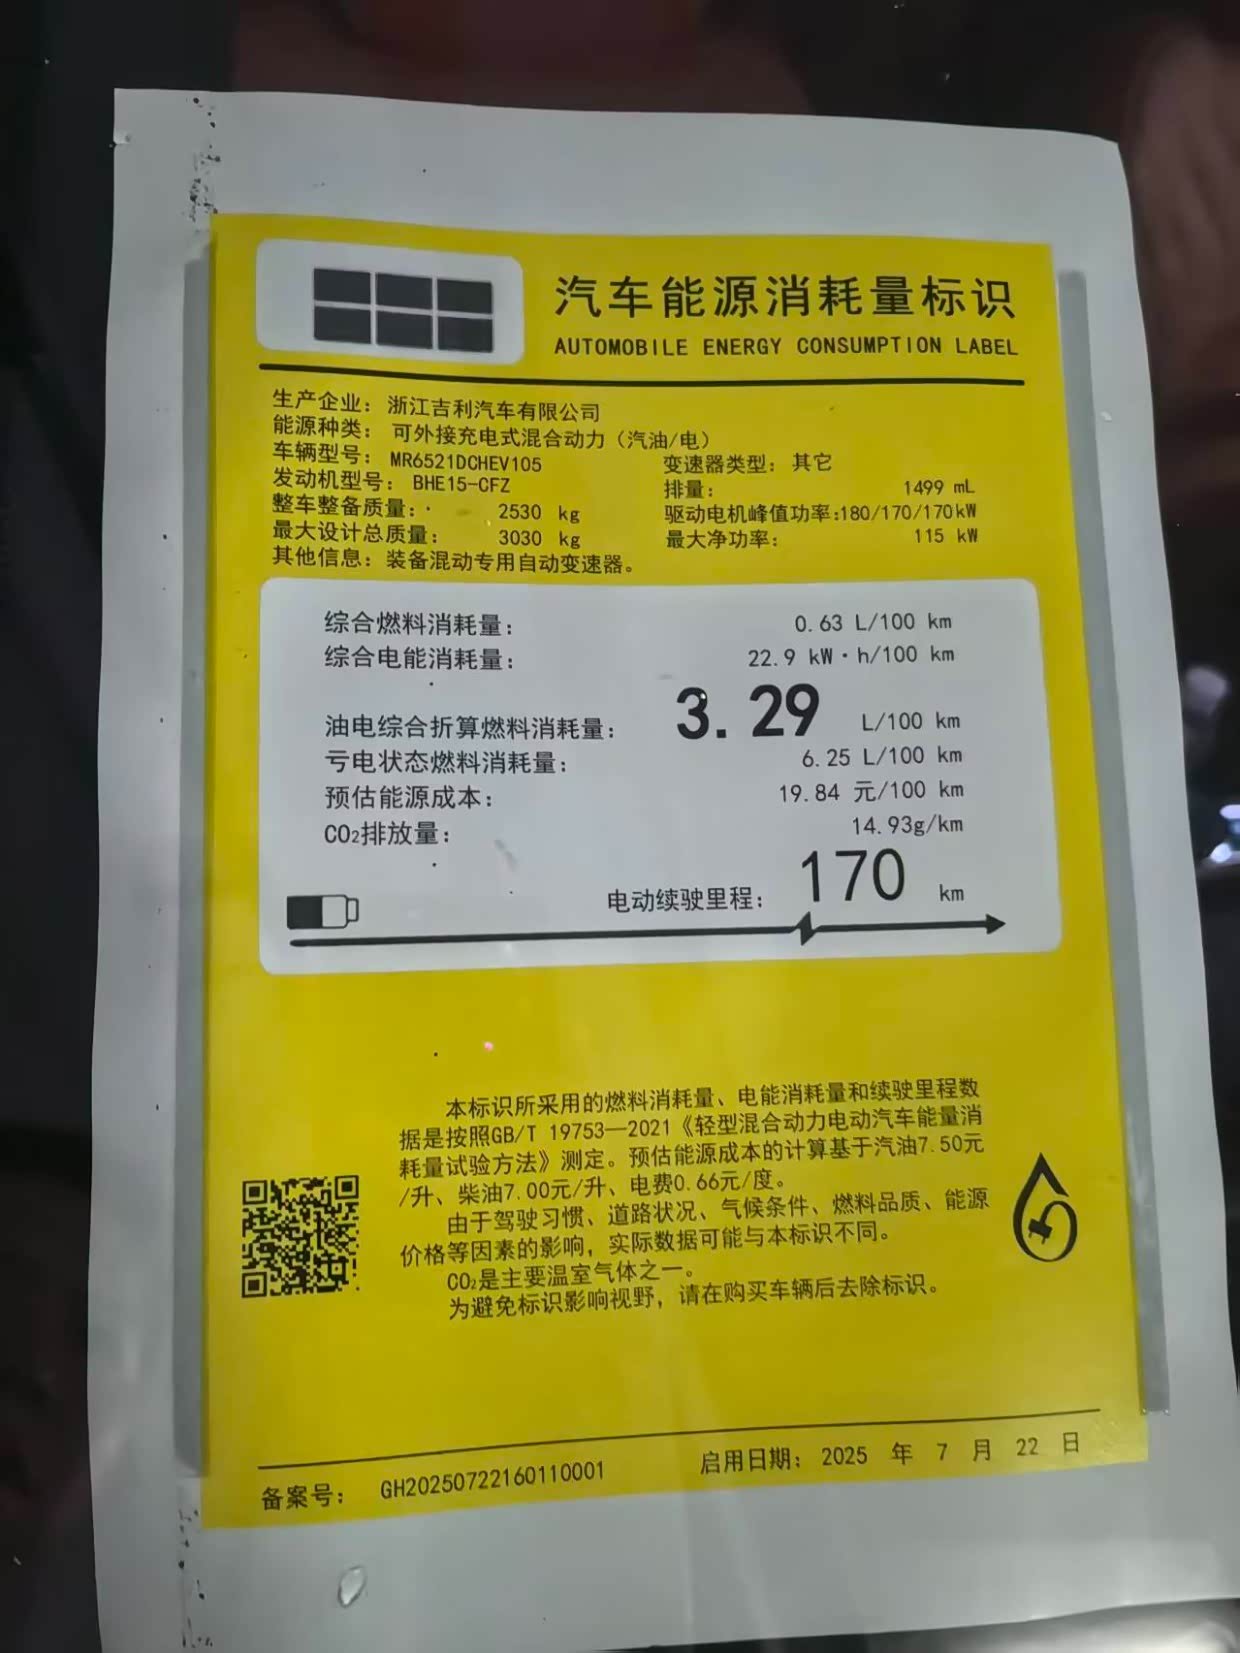 汽车能源消耗量标识
AUTOMOBILE ENERGY CONSUMPTION LABEL
生产企业：浙江吉利汽车有限公司
能源种类：可外接充电式混合动力（汽油/电）
车辆型号：MR6521DCHEV105 变速器类型：其它
发动机型号：BHE15-CFZ 排量：1499 mL
整车整备质量：2530 kg 驱动电机峰值功率:180/170/170kW
最大设计总质量：3030 kg 最大净功率：115 kW
其他信息：装备混动专用自动变速器。
综合燃料消耗量：0.63 L/100 km
综合电能消耗量：22.9 kW·h/100 km
油电综合折算燃料消耗量：3.29 L/100 km
亏电状态燃料消耗量：6.25 L/100 km
预估能源成本：19.84 元/100 km
CO₂排放量：14.93g/km
电动续驶里程：170 km
本标识所采用的燃料消耗量、电能消耗量和续驶里程数
据是按照GB/T 19753—2021《轻型混合动力电动汽车能量消
耗量试验方法》测定。预估能源成本的计算基于汽油7.50元
/升、柴油7.00元/升、电费0.66元/度。
由于驾驶习惯、道路状况、气候条件、燃料品质、能源
价格等因素的影响，实际数据可能与本标识不同。
CO₂是主要温室气体之一。
为避免标识影响视野，请在购买车辆后去除标识。
备案号：GH20250722160110001 启用日期：2025 年 7 月 22 日